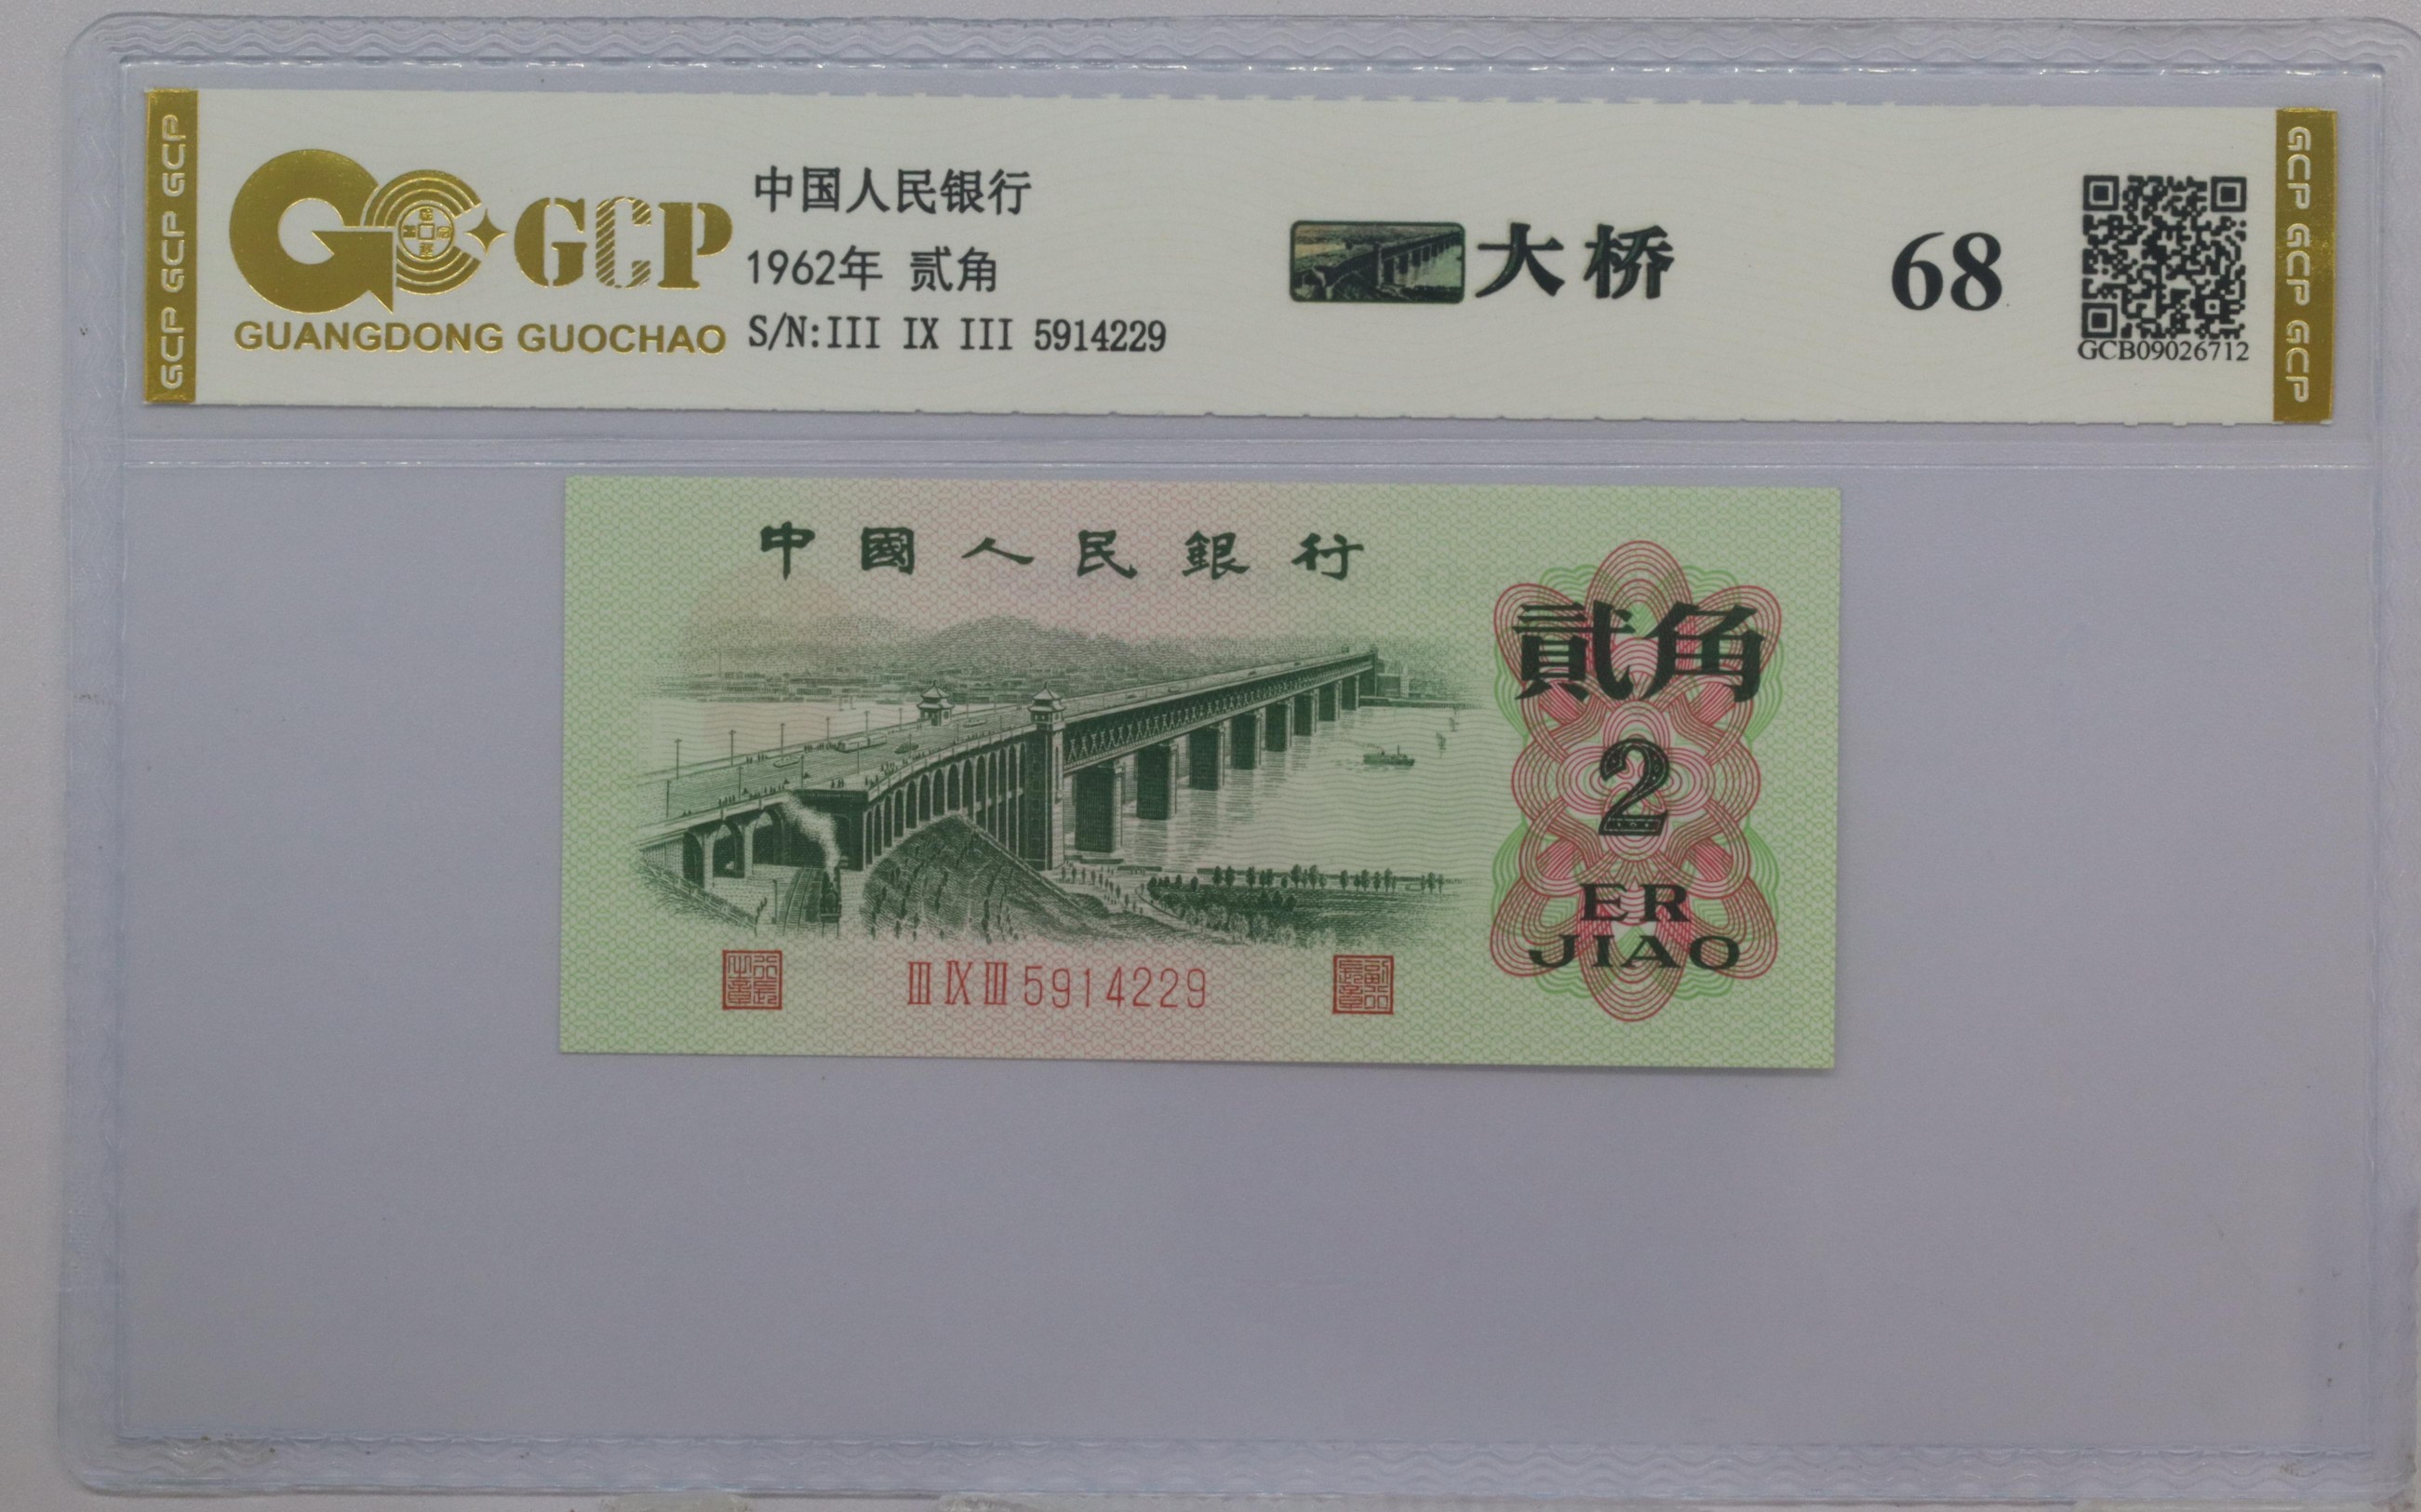 GCP GCP GCP
GCP
GUANGDONG GUOCHAO
中国人民银行
1962年 贰角
S/N:III IX III 5914229
大桥
68
GCB09026712
GCP GCP GCP
中國人民銀行
貳角
2
ER
JIAO
III IX III 5914229